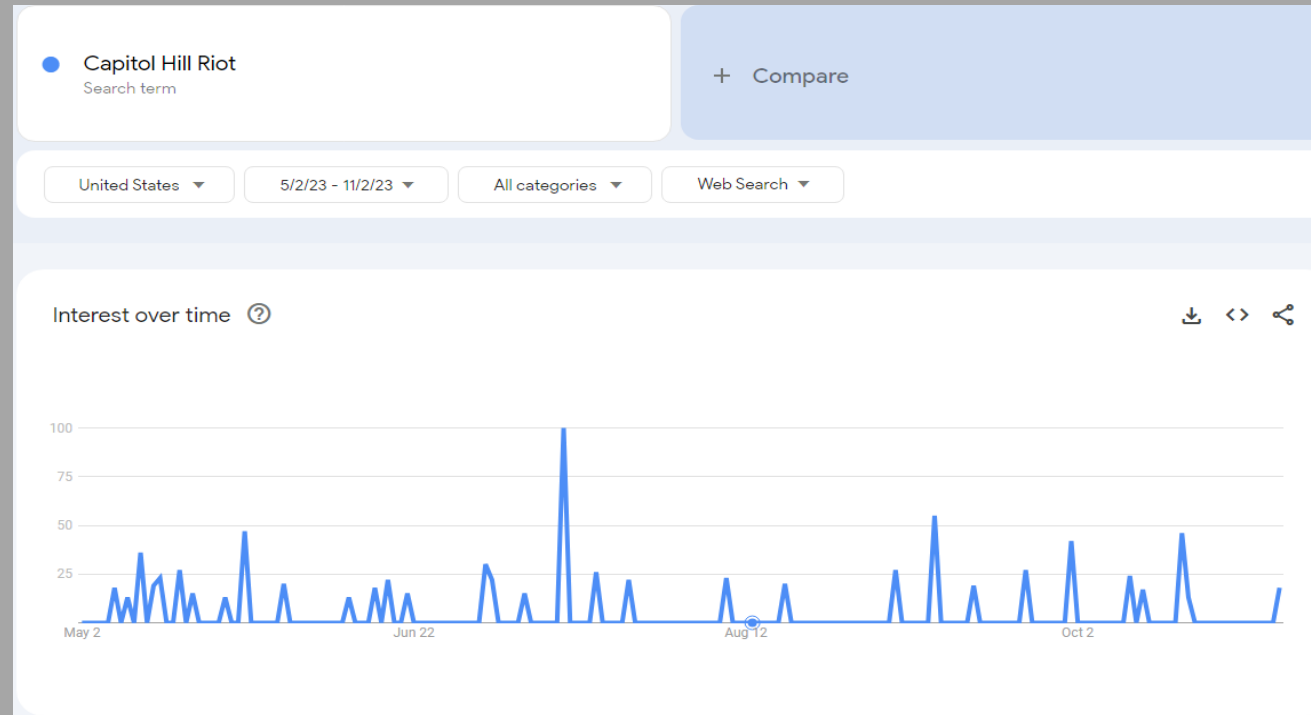 Capitol Hill Riot
Search term
+ Compare
United States
5/2/23 - 11/2/23
All categories
Web Search
Interest over time
100
75
50
25
May 2
Jun 22
Aug 12
Oct 2